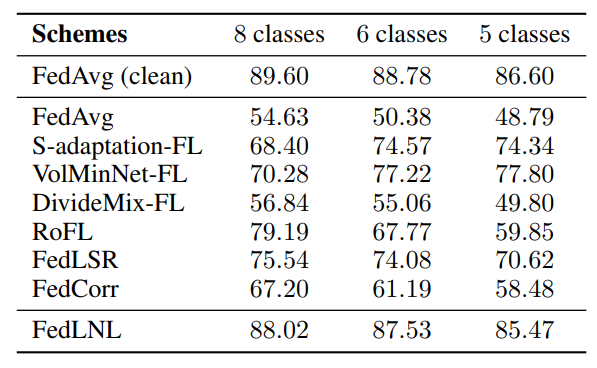 Schemes 8 classes 6 classes 5 classes
FedAvg (clean) 89.60 88.78 86.60
FedAvg 54.63 50.38 48.79
S-adaptation-FL 68.40 74.57 74.34
VolMinNet-FL 70.28 77.22 77.80
DivideMix-FL 56.84 55.06 49.80
RoFL 79.19 67.77 59.85
FedLSR 75.54 74.08 70.62
FedCorr 67.20 61.19 58.48
FedLNL 88.02 87.53 85.47